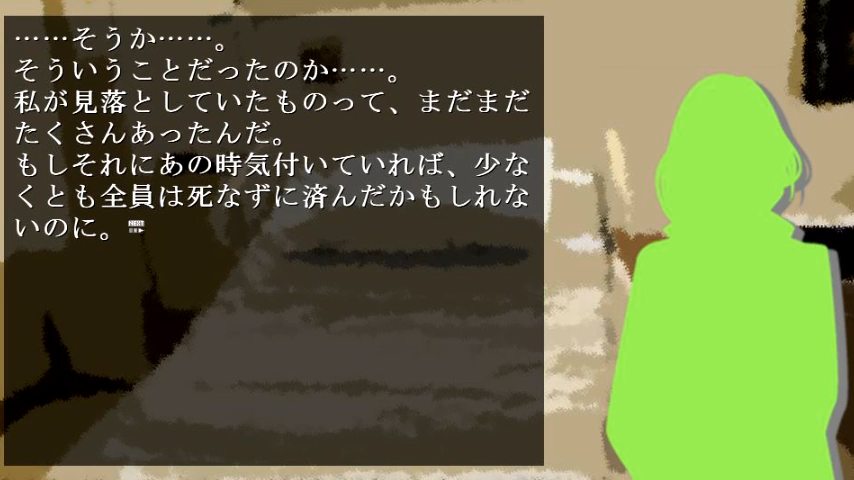 ……そうか……。
そういうことだったのか……。
私が見落としていたものって、まだまだ
たくさんあったんだ。
もしそれにあの時気付いていれば、少な
くとも全員は死なずに済んだかもしれな
いのに。
NEXT